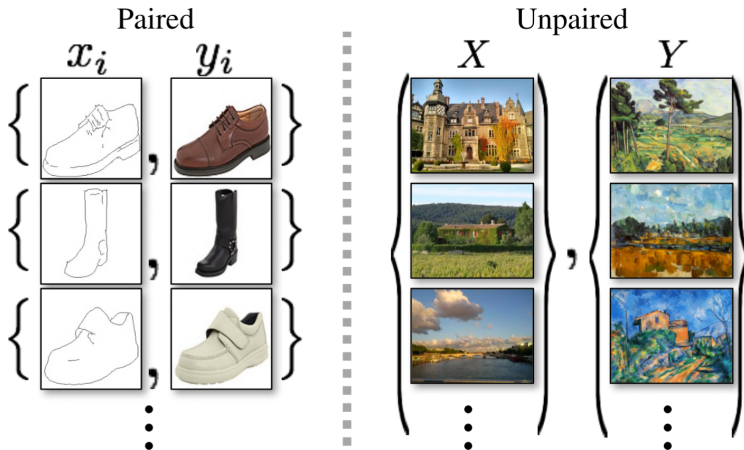 Paired
Unpaired
x_i
y_i
X
Y
{ , }
{ , }
{ , }
( , )
⋮
⋮
⋮